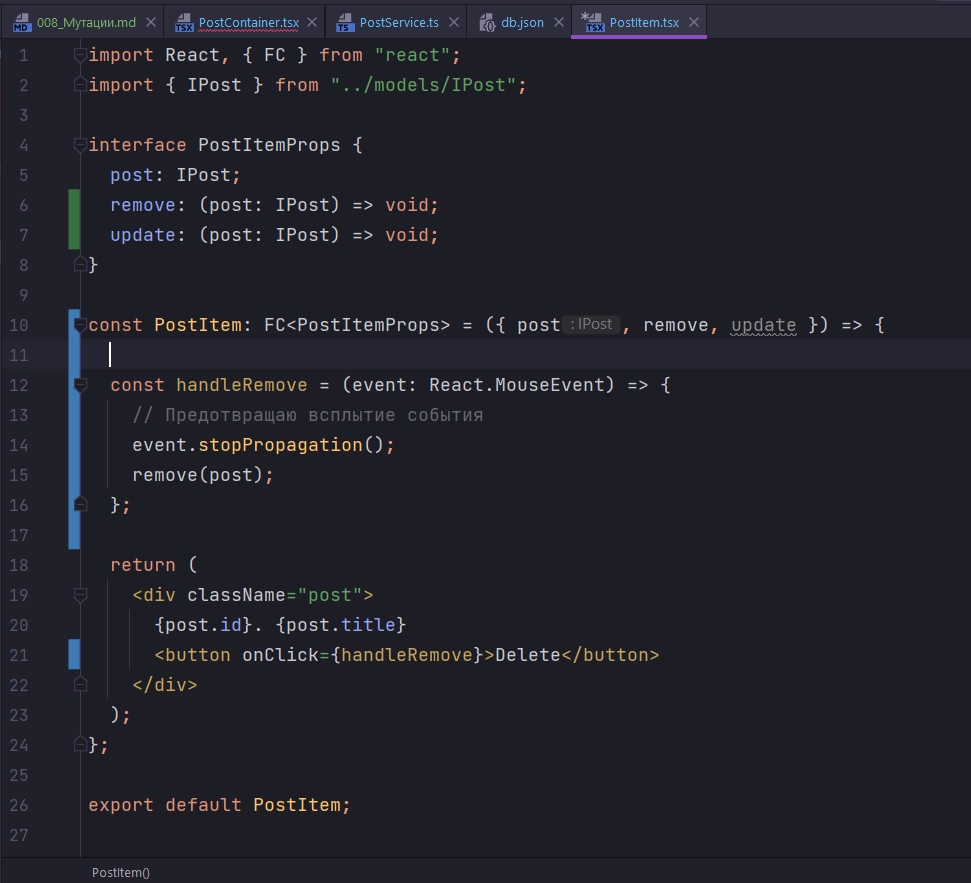 008_Мутации.md PostContainer.tsx PostService.ts db.json PostItem.tsx
1 import React, { FC } from "react";
2 import { IPost } from "../models/IPost";
3
4 interface PostItemProps {
5 post: IPost;
6 remove: (post: IPost) => void;
7 update: (post: IPost) => void;
8 }
9
10 const PostItem: FC<PostItemProps> = ({ post : IPost , remove, update }) => {
11
12 const handleRemove = (event: React.MouseEvent) => {
13 // Предотвращаю всплытие события
14 event.stopPropagation();
15 remove(post);
16 };
17
18 return (
19 <div className="post">
20 {post.id}. {post.title}
21 <button onClick={handleRemove}>Delete</button>
22 </div>
23 );
24 };
25
26 export default PostItem;
27
PostItem()